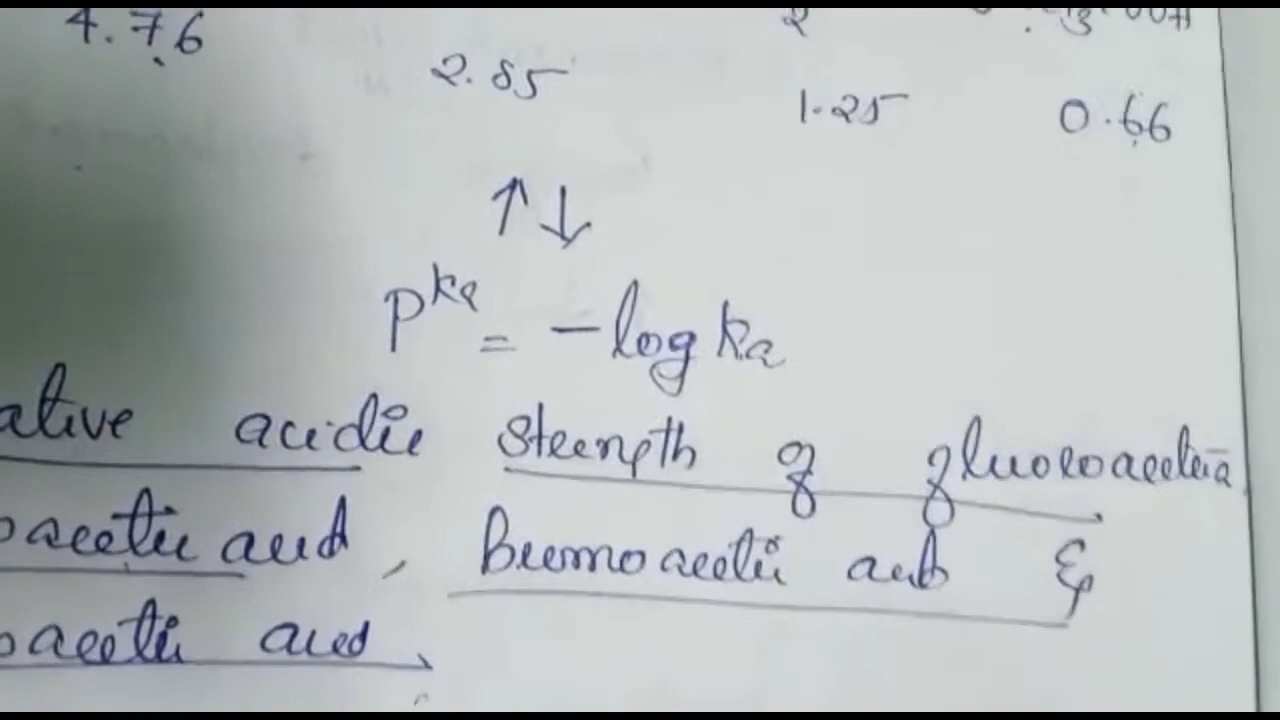 4.76 2.85 1.25 0.66
↑↓
pka = -log ka
ative acidic strength of fluoroacetic a
oacetic acid, Bromoacetic acid &
oacetic acid,